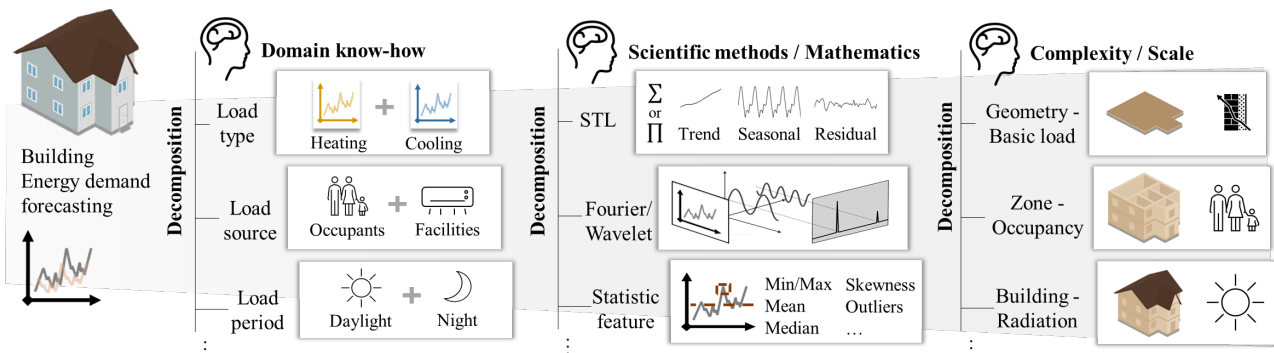 Building
Energy demand
forecasting
Decomposition
Domain know-how
Load
type
Heating
+
Cooling
Load
source
Occupants
+
Facilities
Load
period
Daylight
+
Night
:
Decomposition
Scientific methods / Mathematics
STL
Σ
or
Π
Trend
Seasonal
Residual
Fourier/
Wavelet
Statistic
feature
Min/Max
Mean
Median
Skewness
Outliers
…
:
Decomposition
Complexity / Scale
Geometry -
Basic load
Zone -
Occupancy
Building -
Radiation
: